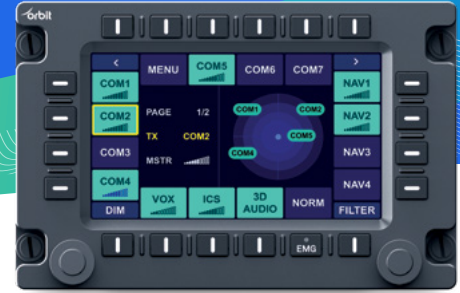 orbit
< MENU COM5 COM6 COM7 >
COM1 NAV1
COM2 PAGE 1/2 COM1 COM2 NAV2
TX COM2 COM5
COM3 MSTR COM4 NAV3
COM4 NAV4
DIM VOX ICS 3D AUDIO NORM FILTER
EMG